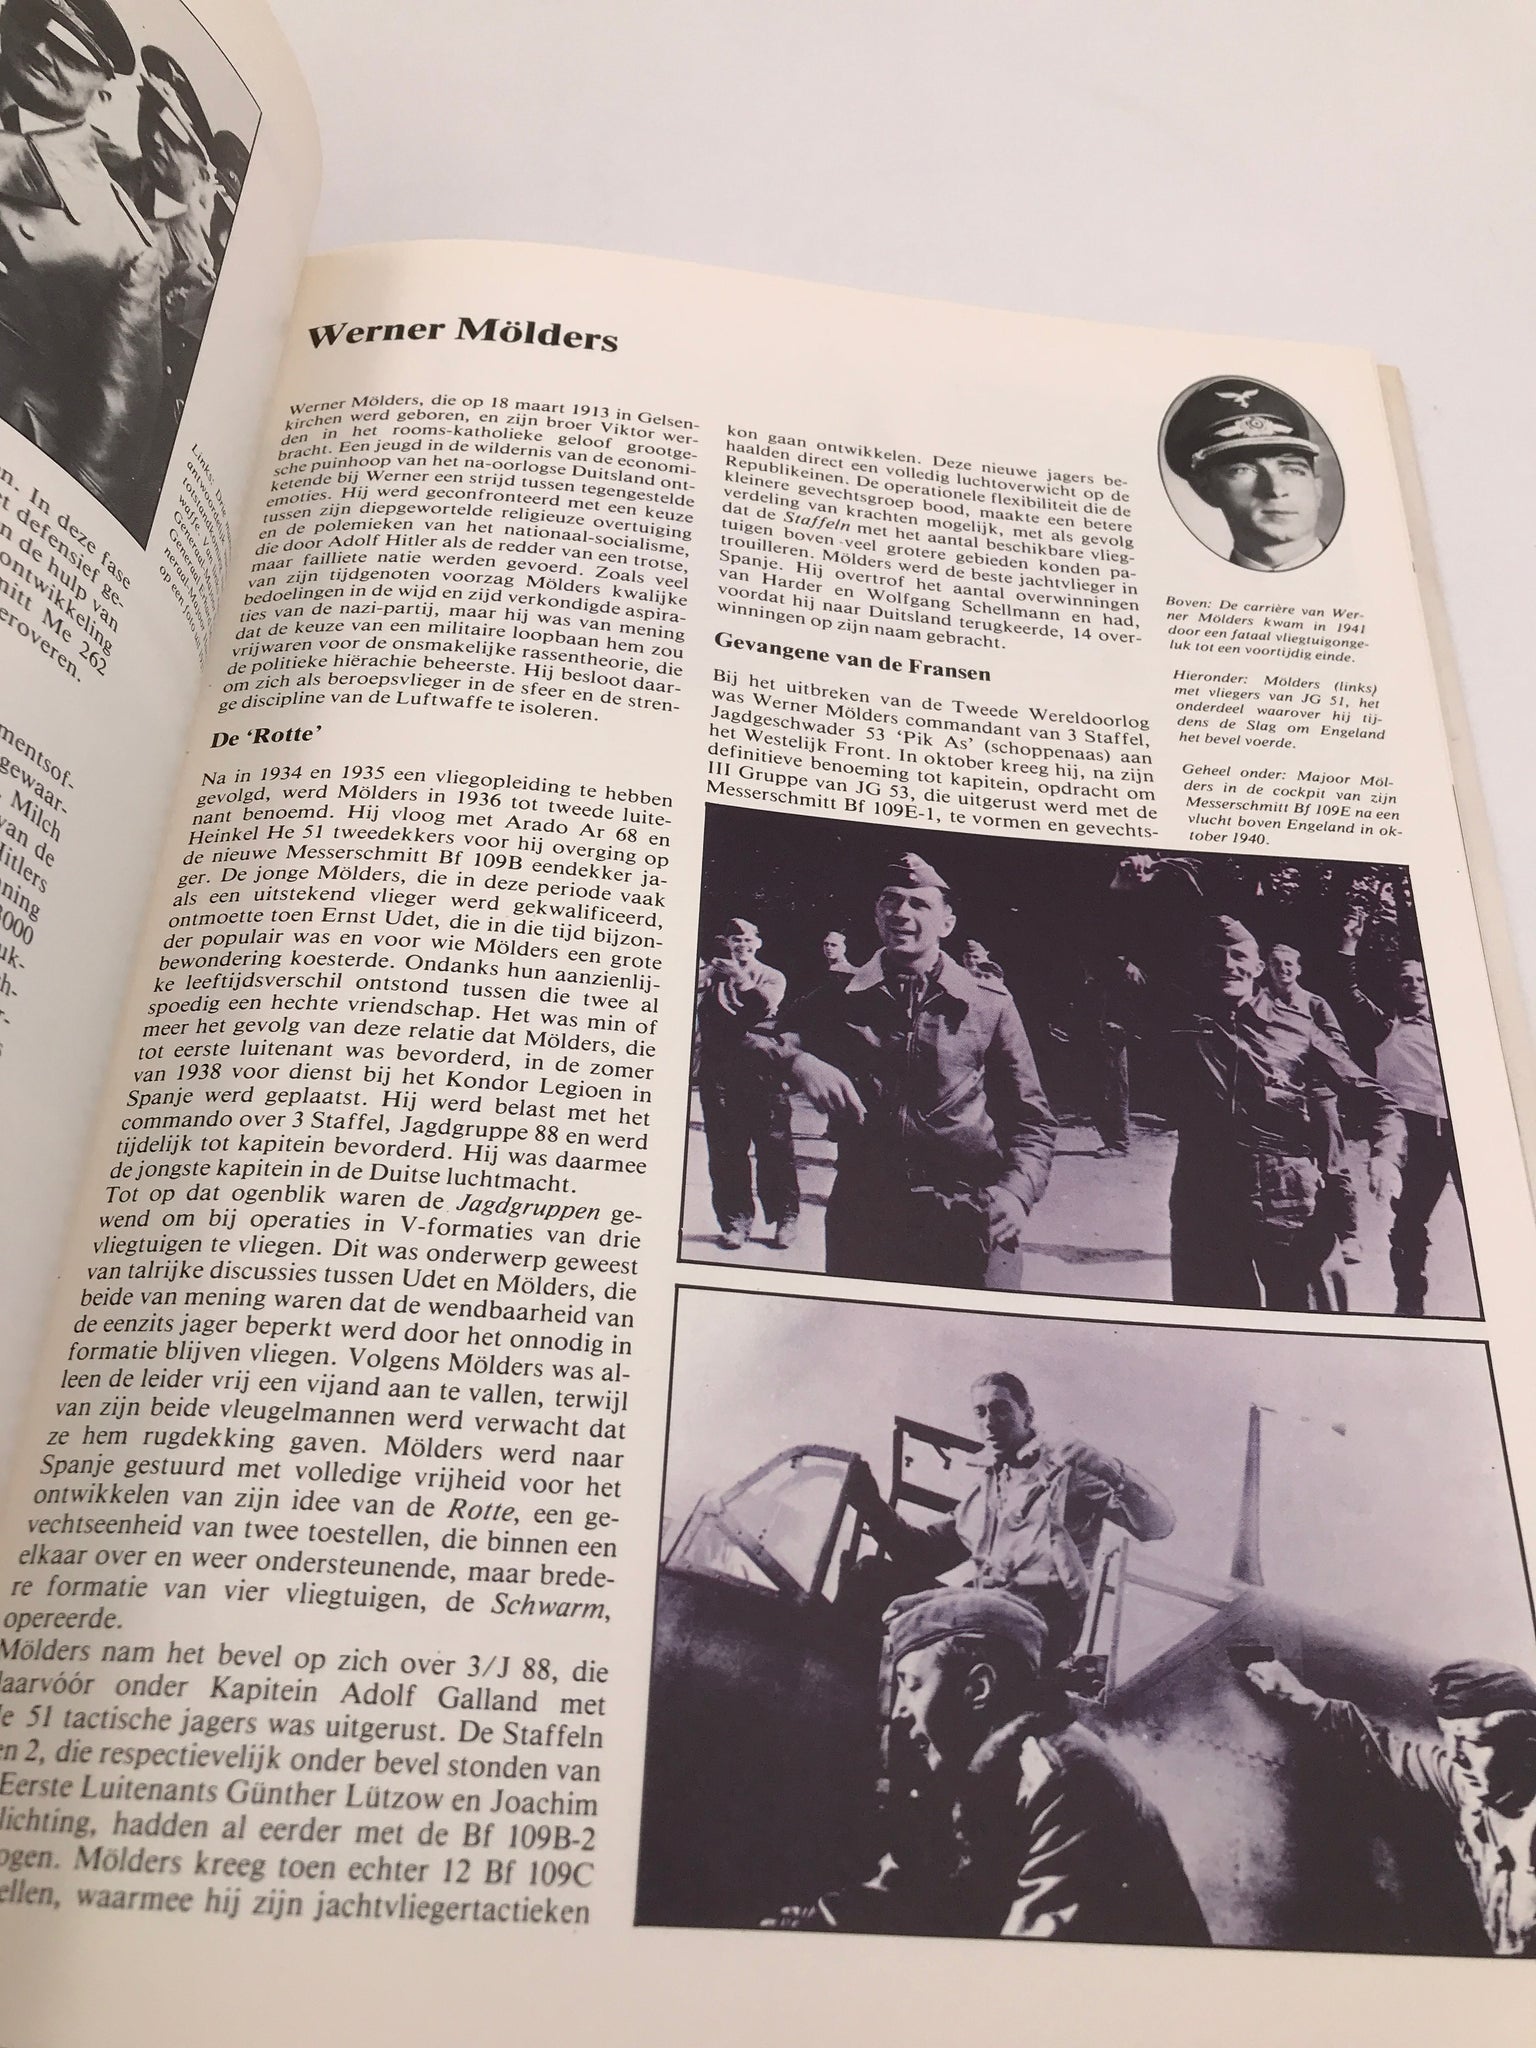 n. In deze fase
et defensief ge-
n de hulp van
ontwikkeling
mitt Me 262
eroveren.
Links: De
mentsof-
gewaar-
Milch
van de
Hitlers
ning
3000
uk-
ch-
Werner Mölders
Werner Mölders, die op 18 maart 1913 in Gelsen-
kirchen werd geboren, en zijn broer Viktor wer-
den in het rooms-katholieke geloof grootge-
bracht. Een jeugd in de wildernis van de economi-
sche puinhoop van het na-oorlogse Duitsland ont-
ketende bij Werner een strijd tussen tegengestelde
emoties. Hij werd geconfronteerd met een keuze
tussen zijn diepgewortelde religieuze overtuiging
en de polemieken van het nationaal-socialisme,
die door Adolf Hitler als de redder van een trotse,
maar failliete natie werden gevoerd. Zoals veel
van zijn tijdgenoten voorzag Mölders kwalijke
bedoelingen in de wijd en zijd verkondigde aspira-
ties van de nazi-partij, maar hij was van mening
dat de keuze van een militaire loopbaan hem zou
vrijwaren voor de onsmakelijke rassentheorie, die
de politieke hiërachie beheerste. Hij besloot daar-
om zich als beroepsvlieger in de sfeer en de stren-
ge discipline van de Luftwaffe te isoleren.
De ‘Rotte’
Na in 1934 en 1935 een vliegopleiding te hebben
gevolgd, werd Mölders in 1936 tot tweede luite-
nant benoemd. Hij vloog met Arado Ar 68 en
Heinkel He 51 tweedekkers voor hij overging op
de nieuwe Messerschmitt Bf 109B eendekker ja-
ger. De jonge Mölders, die in deze periode vaak
als een uitstekend vlieger werd gekwalificeerd,
ontmoette toen Ernst Udet, die in die tijd bijzon-
der populair was en voor wie Mölders een grote
bewondering koesterde. Ondanks hun aanzienlij-
ke leeftijdsverschil ontstond tussen die twee al
spoedig een hechte vriendschap. Het was min of
meer het gevolg van deze relatie dat Mölders, die
tot eerste luitenant was bevorderd, in de zomer
van 1938 voor dienst bij het Kondor Legioen in
Spanje werd geplaatst. Hij werd belast met het
commando over 3 Staffel, Jagdgruppe 88 en werd
tijdelijk tot kapitein bevorderd. Hij was daarmee
de jongste kapitein in de Duitse luchtmacht.
Tot op dat ogenblik waren de Jagdgruppen ge-
wend om bij operaties in V-formaties van drie
vliegtuigen te vliegen. Dit was onderwerp geweest
van talrijke discussies tussen Udet en Mölders, die
beide van mening waren dat de wendbaarheid van
de eenzits jager beperkt werd door het onnodig in
formatie blijven vliegen. Volgens Mölders was al-
leen de leider vrij een vijand aan te vallen, terwijl
van zijn beide vleugelmannen werd verwacht dat
ze hem rugdekking gaven. Mölders werd naar
Spanje gestuurd met volledige vrijheid voor het
ontwikkelen van zijn idee van de Rotte, een ge-
vechtseenheid van twee toestellen, die binnen een
elkaar over en weer ondersteunende, maar brede-
re formatie van vier vliegtuigen, de Schwarm,
opereerde.
Mölders nam het bevel op zich over 3/J 88, die
laarvóór onder Kapitein Adolf Galland met
e 51 tactische jagers was uitgerust. De Staffeln
en 2, die respectievelijk onder bevel stonden van
Eerste Luitenants Günther Lützow en Joachim
lichting, hadden al eerder met de Bf 109B-2
ogen. Mölders kreeg toen echter 12 Bf 109C
ellen, waarmee hij zijn jachtvliegertactieken
kon gaan ontwikkelen. Deze nieuwe jagers be-
haalden direct een volledig luchtoverwicht op de
Republikeinen. De operationele flexibiliteit die de
kleinere gevechtsgroep bood, maakte een betere
verdeling van krachten mogelijk, met als gevolg
dat de Staffeln met het aantal beschikbare vlieg-
tuigen boven veel grotere gebieden konden pa-
trouilleren. Mölders werd de beste jachtvlieger in
Spanje. Hij overtrof het aantal overwinningen
van Harder en Wolfgang Schellmann en had,
voordat hij naar Duitsland terugkeerde, 14 over-
winningen op zijn naam gebracht.
Gevangene van de Fransen
Bij het uitbreken van de Tweede Wereldoorlog
was Werner Mölders commandant van 3 Staffel,
Jagdgeschwader 53 ‘Pik As’ (schoppenaas) aan
het Westelijk Front. In oktober kreeg hij, na zijn
definitieve benoeming tot kapitein, opdracht om
III Gruppe van JG 53, die uitgerust werd met de
Messerschmitt Bf 109E-1, te vormen en gevechts-
Boven: De carrière van Wer-
ner Mölders kwam in 1941
door een fataal vliegtuigonge-
luk tot een voortijdig einde.
Hieronder: Mölders (links)
met vliegers van JG 51, het
onderdeel waarover hij tij-
dens de Slag om Engeland
het bevel voerde.
Geheel onder: Majoor Möl-
ders in de cockpit van zijn
Messerschmitt Bf 109E na een
vlucht boven Engeland in ok-
tober 1940.